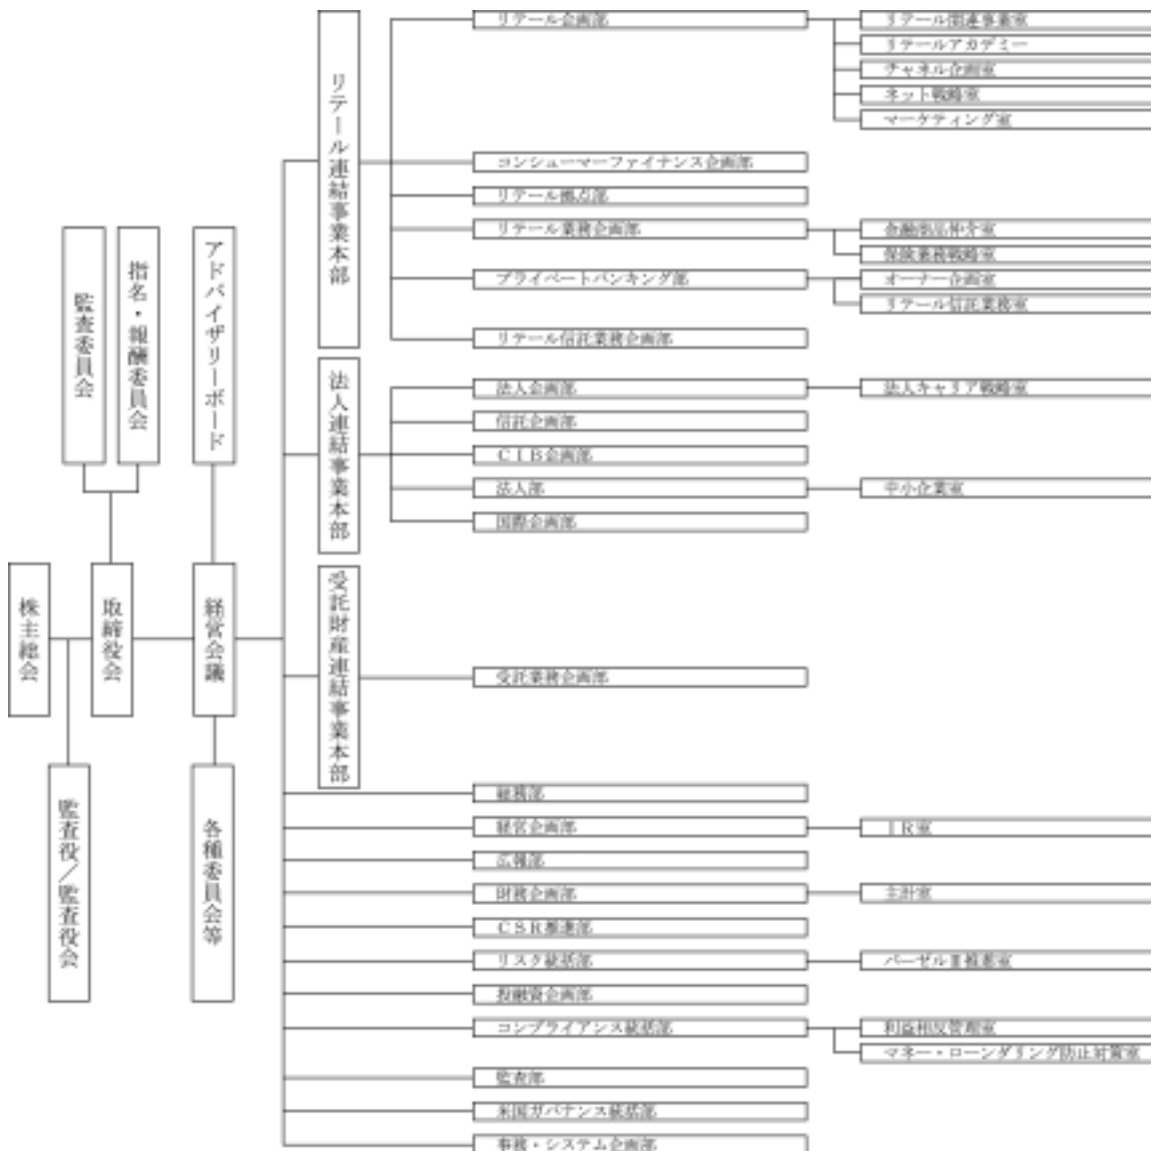 株主総会
監査役／監査役会
取締役会
監査委員会
指名・報酬委員会
経営会議
アドバイザリーボード
各種委員会等
リテール連結事業本部
リテール企画部
リテール関連事業室
リテールアカデミー
チャネル企画室
ネット戦略室
マーケティング室
コンシューマーファイナンス企画部
リテール拠点部
リテール業務企画部
金融商品仲介室
保険業務戦略室
プライベートバンキング部
オーナー企画室
リテール信託業務室
リテール信託業務企画部
法人連結事業本部
法人企画部
法人キャリア戦略室
信託企画部
ＣＩＢ企画部
法人部
中小企業室
国際企画部
受託財産連結事業本部
受託業務企画部
総務部
経営企画部
ＩＲ室
広報部
財務企画部
主計室
ＣＳＲ推進部
リスク統括部
バーゼルⅡ推進室
投融資企画部
コンプライアンス統括部
利益相反管理室
マネー・ローンダリング防止対策室
監査部
米国ガバナンス統括部
事務・システム企画部